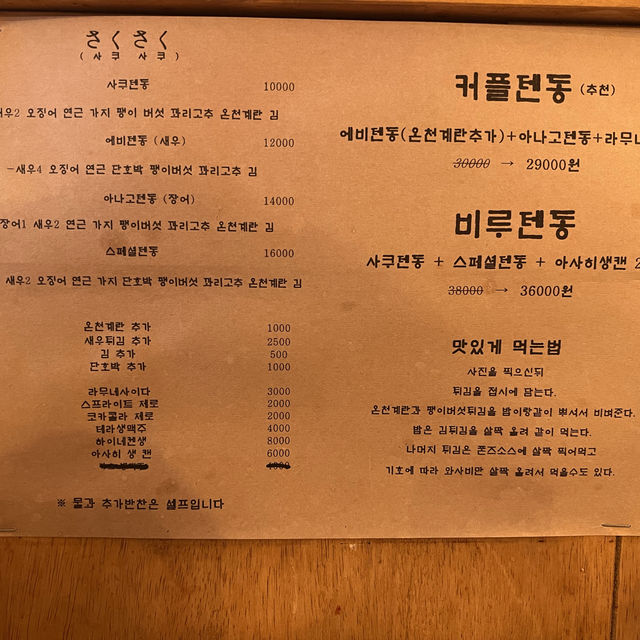 さくさく
(사쿠 사쿠)
사쿠텐동 10000
새우2 오징어 연근 가지 팽이 버섯 꽈리고추 온천계란 김
에비텐동 (새우) 12000
-새우4 오징어 연근 단호박 팽이버섯 꽈리고추 김
아나고텐동 (장어) 14000
장어1 새우2 연근 가지 팽이버섯 꽈리고추 온천계란 김
스페셜텐동 16000
새우2 오징어 연근 가지 단호박 팽이버섯 꽈리고추 온천계란 김
온천계란 추가 1000
새우튀김 추가 2500
김 추가 500
단호박 추가 1000
라무네사이다 3000
스프라이트 제로 2000
코카콜라 제로 2000
테라생맥주 4000
하이네켄생 8000
아사히 생 캔 6000
※ 물과 추가반찬은 셀프입니다
커플텐동 (추천)
에비텐동(온천계란추가)+아나고텐동+라무네
30000 → 29000원
비루텐동
사쿠텐동 + 스페셜텐동 + 아사히생캔 2
38000 → 36000원
맛있게 먹는법
사진을 찍으신뒤
튀김을 접시에 담는다.
온천계란과 팽이버섯튀김을 밥이랑같이 뿌셔서 비벼준다.
밥은 김튀김을 살짝 올려 같이 먹는다.
나머지 튀김은 폰즈소스에 살짝 찍어먹고
기호에 따라 와사비만 살짝 올려서 먹을수도 있다.